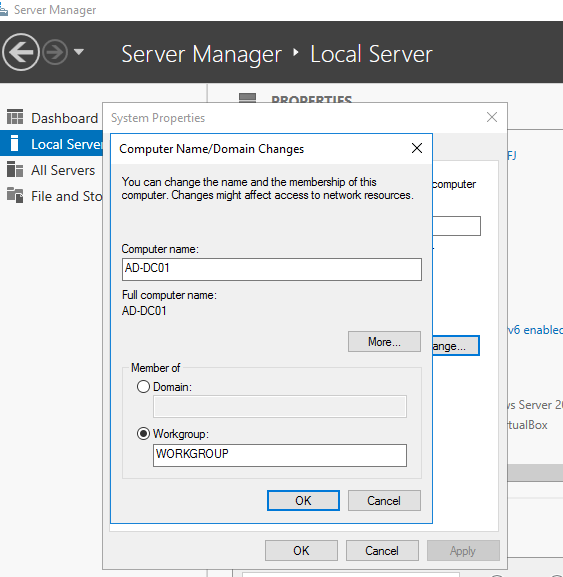 Server Manager
Server Manager ‣ Local Server
Dashboard
Local Serve
All Servers
File and Sto
PROPERTIES
System Properties
Computer Name/Domain Changes
You can change the name and the membership of this
computer. Changes might affect access to network resources.
Computer name:
AD-DC01
Full computer name:
AD-DC01
More...
Member of
Domain:
Workgroup:
WORKGROUP
OK
Cancel
computer
ange...
OK
Cancel
Apply
FJ
v6 enabled
ws Server 20
rtualBox